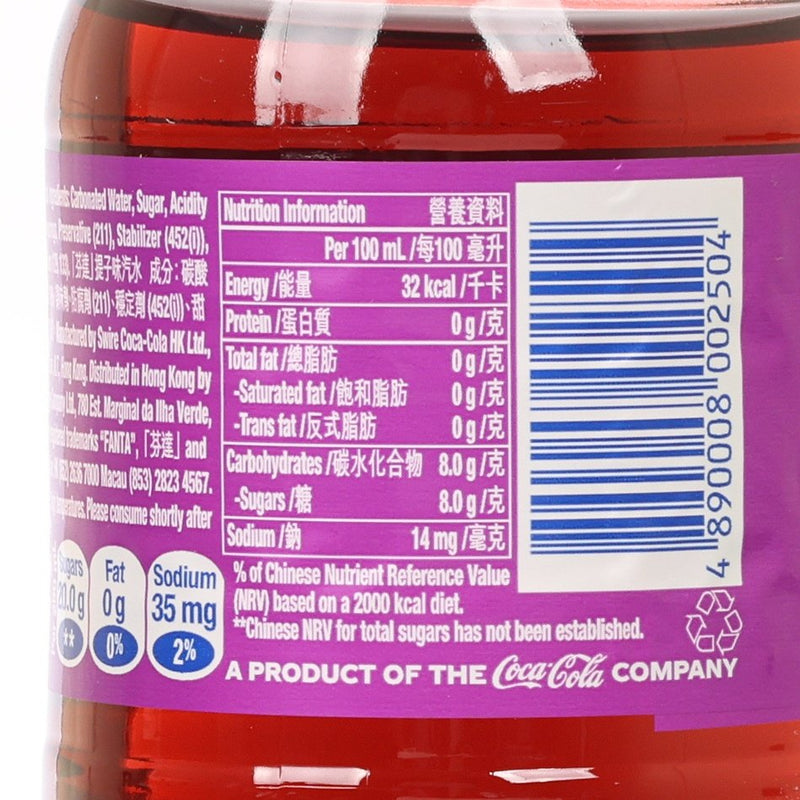 Carbonated Water, Sugar, Acidity
Preservative (211), Stabilizer (452(i)),
133,「芬達」提子味汽水 成分：碳酸
(211)、穩定劑 (452(i))、甜
Manufactured by Swire Coca-Cola HK Ltd.,
Hong Kong. Distributed in Hong Kong by
Ltd, 780 Est. Marginal da Ilha Verde,
trademarks "FANTA",「芬達」and
2636 7000 Macau (853) 2823 4567.
Please consume shortly after
Sugars
20.0 g
**
Fat
0 g
0%
Sodium
35 mg
2%
Nutrition Information 營養資料
Per 100 mL /每100 毫升
Energy /能量 32 kcal /千卡
Protein /蛋白質 0 g /克
Total fat /總脂肪 0 g /克
-Saturated fat /飽和脂肪 0 g /克
-Trans fat /反式脂肪 0 g /克
Carbohydrates /碳水化合物 8.0 g /克
-Sugars /糖 8.0 g /克
Sodium /鈉 14 mg /毫克
% of Chinese Nutrient Reference Value
(NRV) based on a 2000 kcal diet.
**Chinese NRV for total sugars has not been established.
A PRODUCT OF THE Coca-Cola COMPANY
4 890008 002504